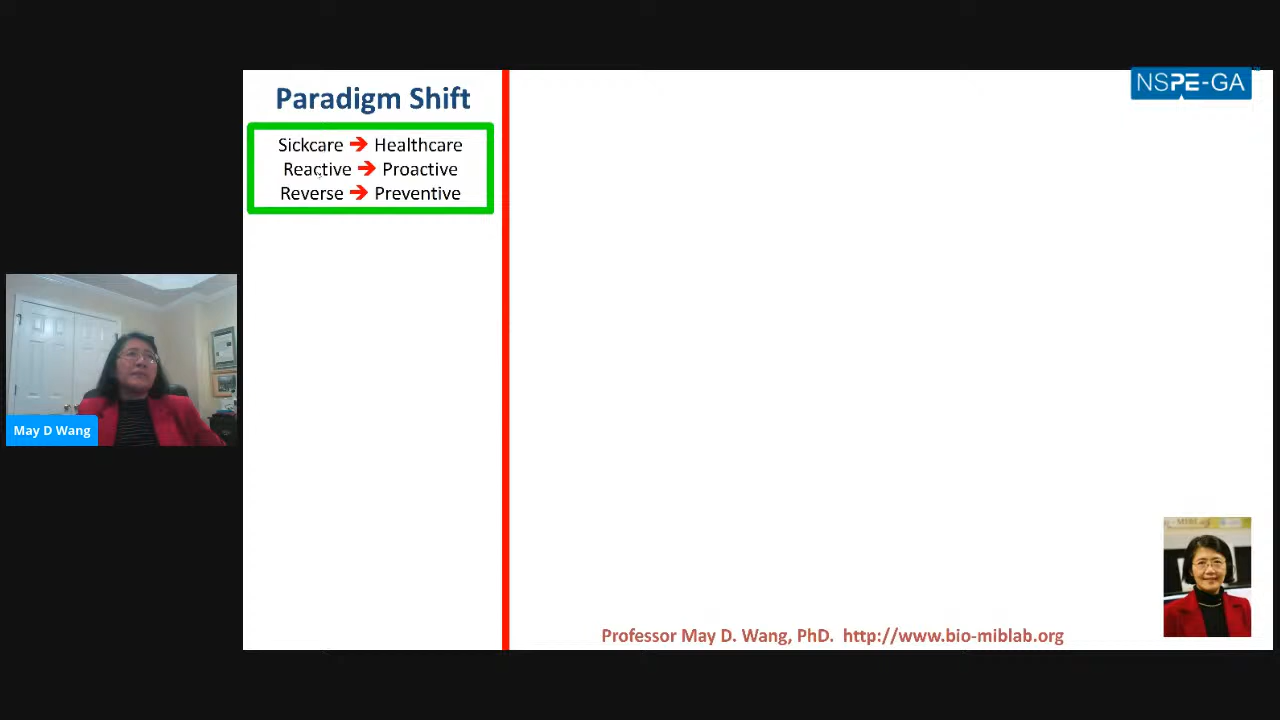 Paradigm Shift
Sickcare ➔ Healthcare
Reactive ➔ Proactive
Reverse ➔ Preventive
NSPE-GA
May D Wang
Professor May D. Wang, PhD. http://www.bio-miblab.org